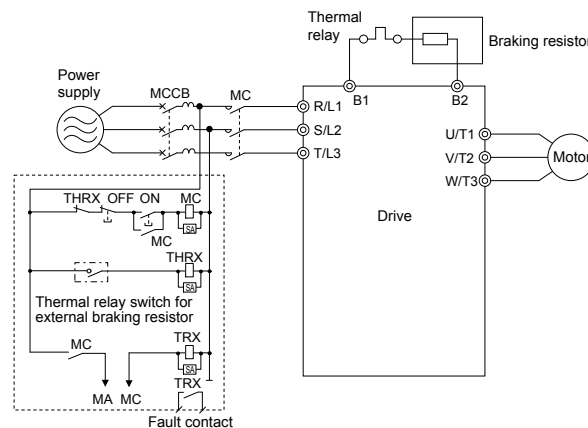 Thermal
relay
Braking resistor
Power
supply
MCCB
MC
B1
B2
R/L1
S/L2
T/L3
U/T1
V/T2
W/T3
Motor
Drive
THRX OFF ON
MC
SA
MC
THRX
SA
Thermal relay switch for
external braking resistor
MC
TRX
SA
MA MC
TRX
Fault contact